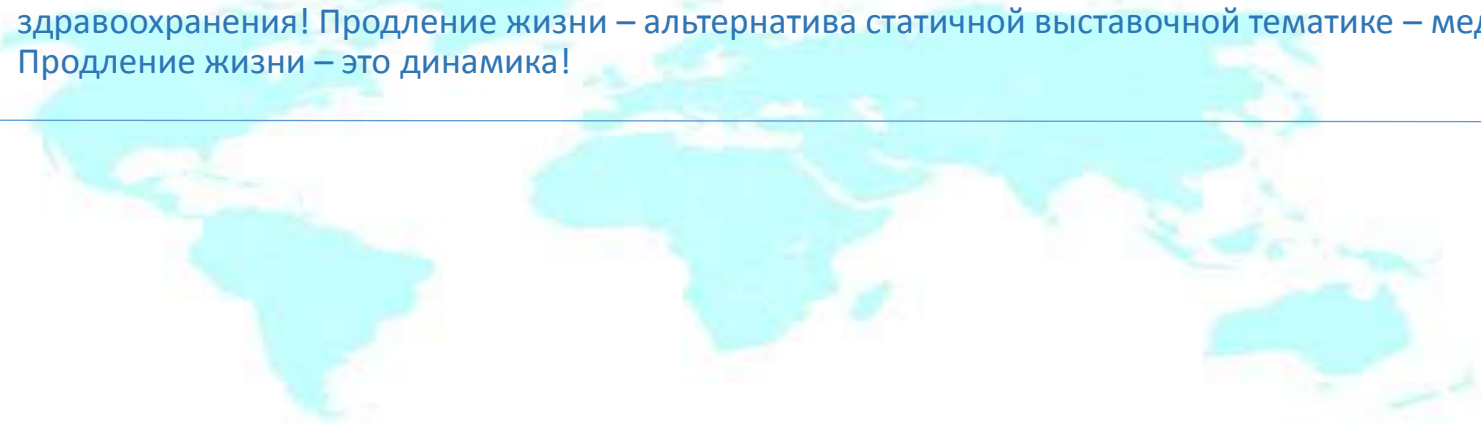 здравоохранения! Продление жизни – альтернатива статичной выставочной тематике –
Продление жизни – это динамика!